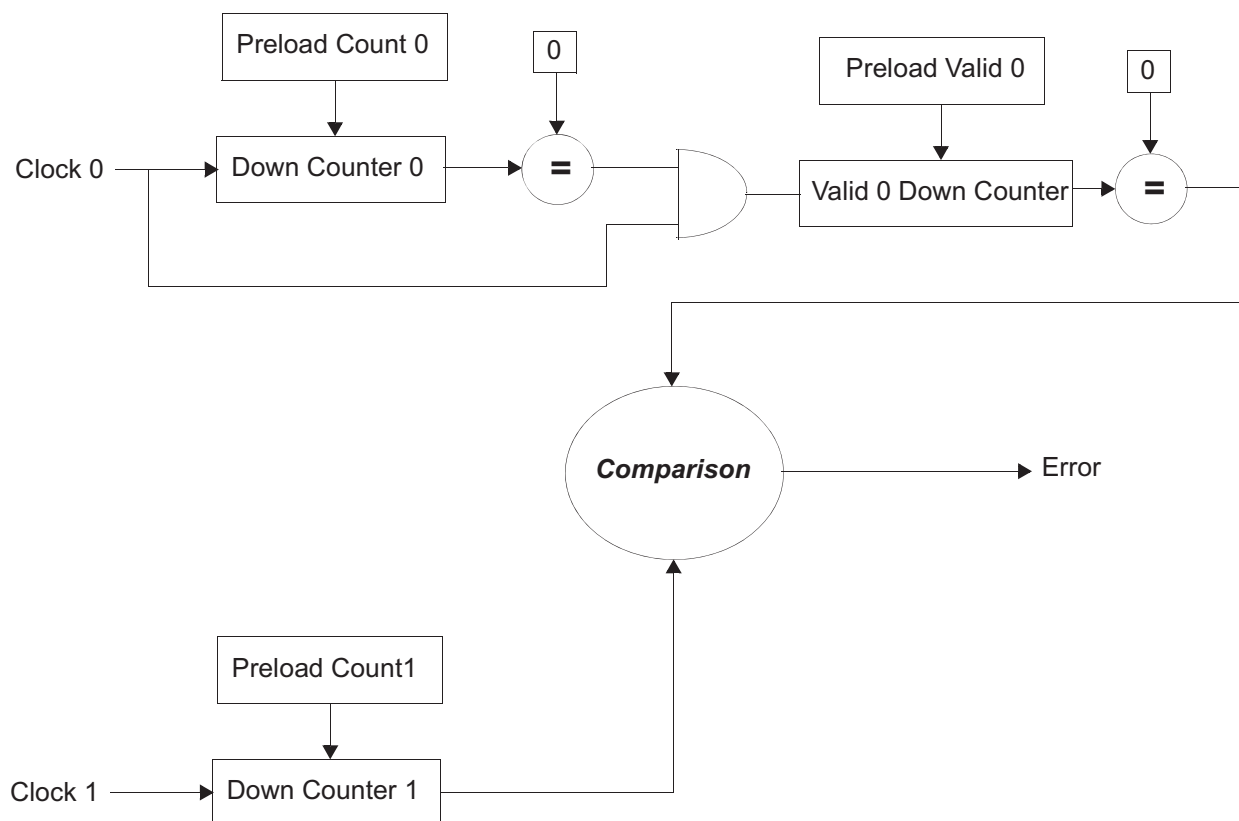 Preload Count 0
0
Preload Valid 0
0
Clock 0
Down Counter 0
=
Valid 0 Down Counter
=
Comparison
Error
Preload Count1
Clock 1
Down Counter 1